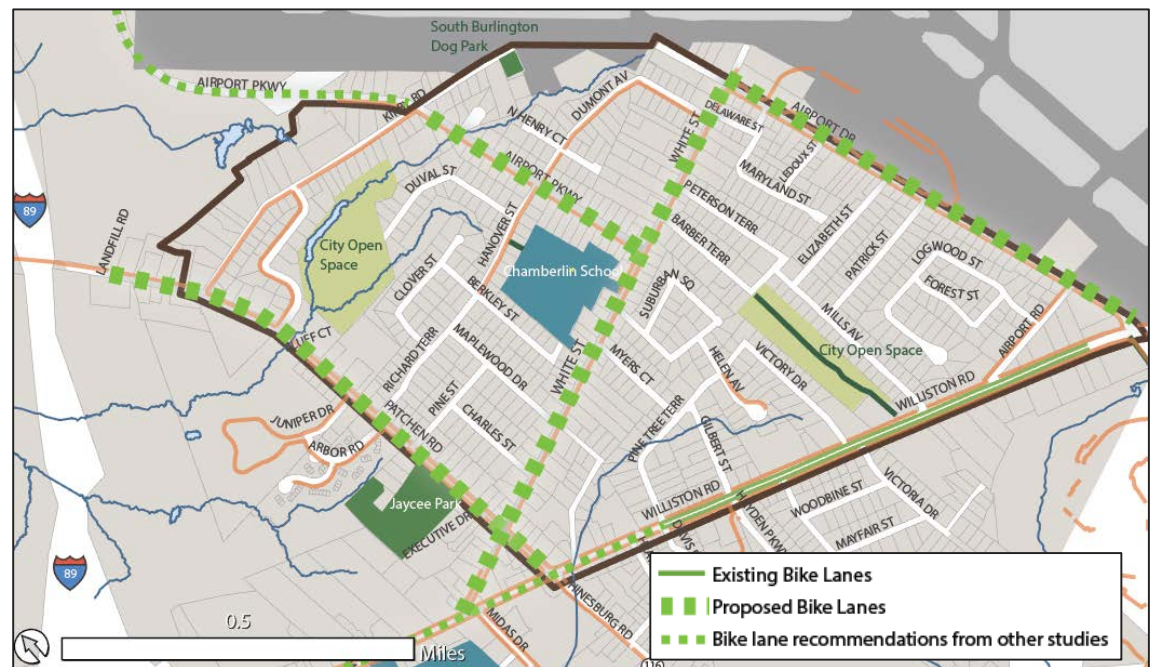 South Burlington
Dog Park
AIRPORT PKWY
DUMONT AV
AIRPORT DR
DELAWARE ST
N HENRY CT
WHITE ST
LEDOUX ST
AIRPORT PKWY
MARYLAND ST
DUVAL ST
89
PETERSON TERR
ELIZABETH ST
LANDFILL RD
HANOVER ST
BARBER TERR
PATRICK ST
LOGWOOD ST
City Open
Space
Chamberlin School
FOREST ST
CLOVER ST
SUBURBAN SQ
BERKLEY ST
AIRPORT RD
MILLS AV
City Open Space
MAPLEWOOD DR
WHITE ST
MYERS CT
HELEN AV
VICTORY DR
WILLISTON RD
RICHARD TERR
PINE ST
JUNIPER DR
PATCHEN RD
CHARLES ST
PINE TREE TERR
GILBERT ST
ARBOR RD
Jaycee Park
WILLISTON RD
WOODBINE ST
VICTORIA DR
EXECUTIVE DR
MAYFAIR ST
89
HINESBURG RD
MIDAS DR
Existing Bike Lanes
Proposed Bike Lanes
Bike lane recommendations from other studies
0.5
Miles